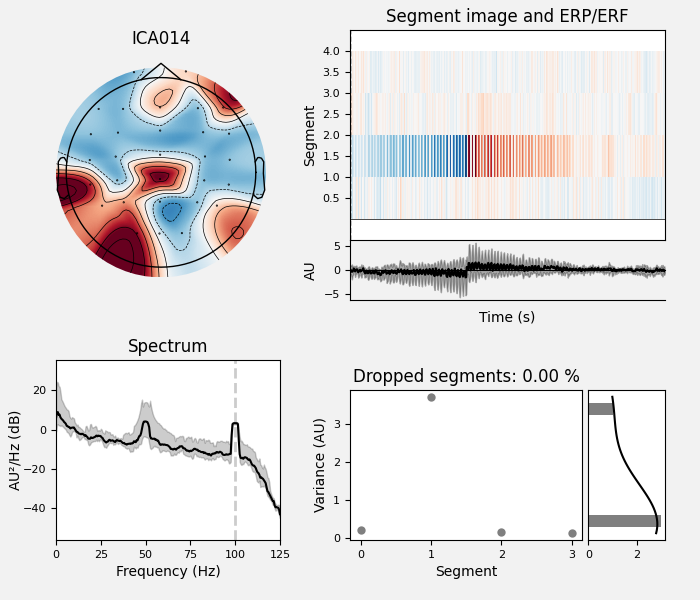 ICA014
Segment image and ERP/ERF
Segment
4.0
3.5
3.0
2.5
2.0
1.5
1.0
0.5
AU
5
0
−5
Time (s)
Spectrum
AU²/Hz (dB)
20
0
−20
−40
0 25 50 75 100 125
Frequency (Hz)
Dropped segments: 0.00 %
Variance (AU)
3
2
1
0
0 1 2 3
Segment
0 2